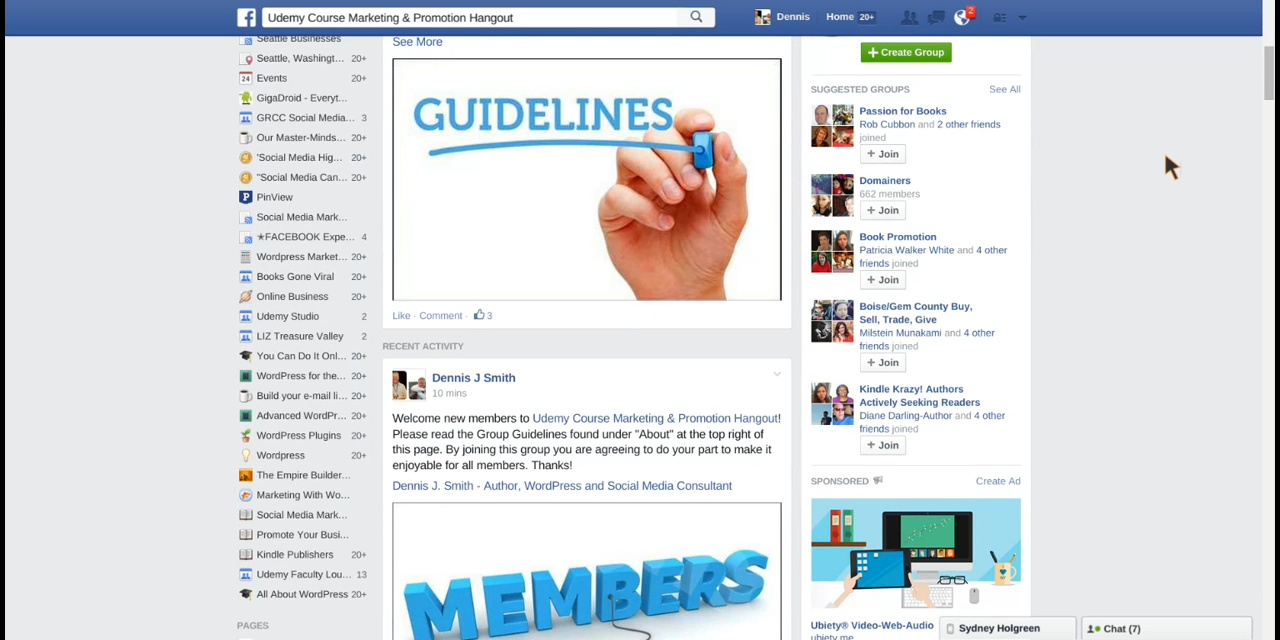 Udemy Course Marketing & Promotion Hangout
Dennis
Home 20+
2
Seattle Businesses
Seattle, Washingt... 20+
24 Events 20+
GigaDroid - Everyt...
GRCC Social Media... 3
Our Master-Minds... 20+
'Social Media Hig... 20+
"Social Media Can... 20+
PinView
Social Media Mark...
★FACEBOOK Expe... 4
Wordpress Market... 20+
Books Gone Viral 20+
Online Business 20+
Udemy Studio 2
LIZ Treasure Valley 2
You Can Do It Onl... 20+
WordPress for the... 20+
Build your e-mail li... 20+
Advanced WordPr... 20+
WordPress Plugins 20+
Wordpress 20+
The Empire Builder...
Marketing With Wo...
Social Media Mark...
Promote Your Busi...
Kindle Publishers 20+
Udemy Faculty Lou... 13
All About WordPress 20+
PAGES
See More
GUIDELINES
Like · Comment · 3
RECENT ACTIVITY
Dennis J Smith
10 mins
Welcome new members to Udemy Course Marketing & Promotion Hangout!
Please read the Group Guidelines found under "About" at the top right of
this page. By joining this group you are agreeing to do your part to make it
enjoyable for all members. Thanks!
Dennis J. Smith - Author, WordPress and Social Media Consultant
MEMBERS
+ Create Group
SUGGESTED GROUPS See All
Passion for Books
Rob Cubbon and 2 other friends
joined
+ Join
Domainers
662 members
+ Join
Book Promotion
Patricia Walker White and 4 other
friends joined
+ Join
Boise/Gem County Buy,
Sell, Trade, Give
Milstein Munakami and 4 other
friends joined
+ Join
Kindle Krazy! Authors
Actively Seeking Readers
Diane Darling-Author and 4 other
friends joined
+ Join
SPONSORED Create Ad
Ubiety® Video-Web-Audio
ubiety.me
Sydney Holgreen
Chat (7)